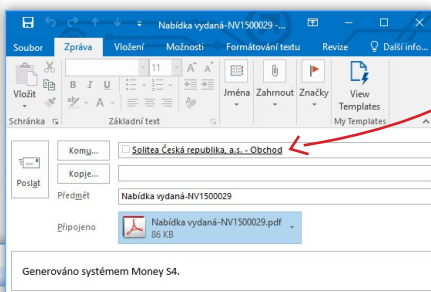 Nabídka vydaná-NV1500029 -...
Soubor Zpráva Vložení Možnosti Formátování textu Revize Další info...
11 A A
B I U
Vložit Jména Zahrnout Značky View Templates
Schránka Základní text My Templates
Komu... Solitea Česká republika, a.s. - Obchod
Kopje...
Poslat
Předmět Nabídka vydaná-NV1500029
Připojeno Nabídka vydaná-NV1500029.pdf
86 KB
Generováno systémem Money S4.